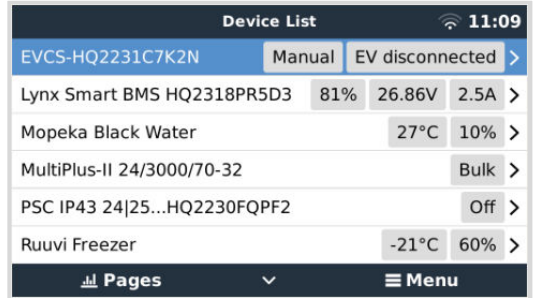 Device List 11:09
EVCS-HQ2231C7K2N Manual EV disconnected
Lynx Smart BMS HQ2318PR5D3 81% 26.86V 2.5A
Mopeka Black Water 27°C 10%
MultiPlus-II 24/3000/70-32 Bulk
PSC IP43 24|25...HQ2230FQPF2 Off
Ruuvi Freezer -21°C 60%
Pages Menu